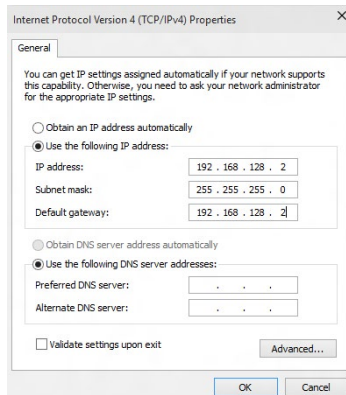 Internet Protocol Version 4 (TCP/IPv4) Properties
General
You can get IP settings assigned automatically if your network supports
this capability. Otherwise, you need to ask your network administrator
for the appropriate IP settings.
Obtain an IP address automatically
Use the following IP address:
IP address: 192 . 168 . 128 . 2
Subnet mask: 255 . 255 . 255 . 0
Default gateway: 192 . 168 . 128 . 2
Obtain DNS server address automatically
Use the following DNS server addresses:
Preferred DNS server: . . .
Alternate DNS server: . . .
Validate settings upon exit
Advanced...
OK Cancel